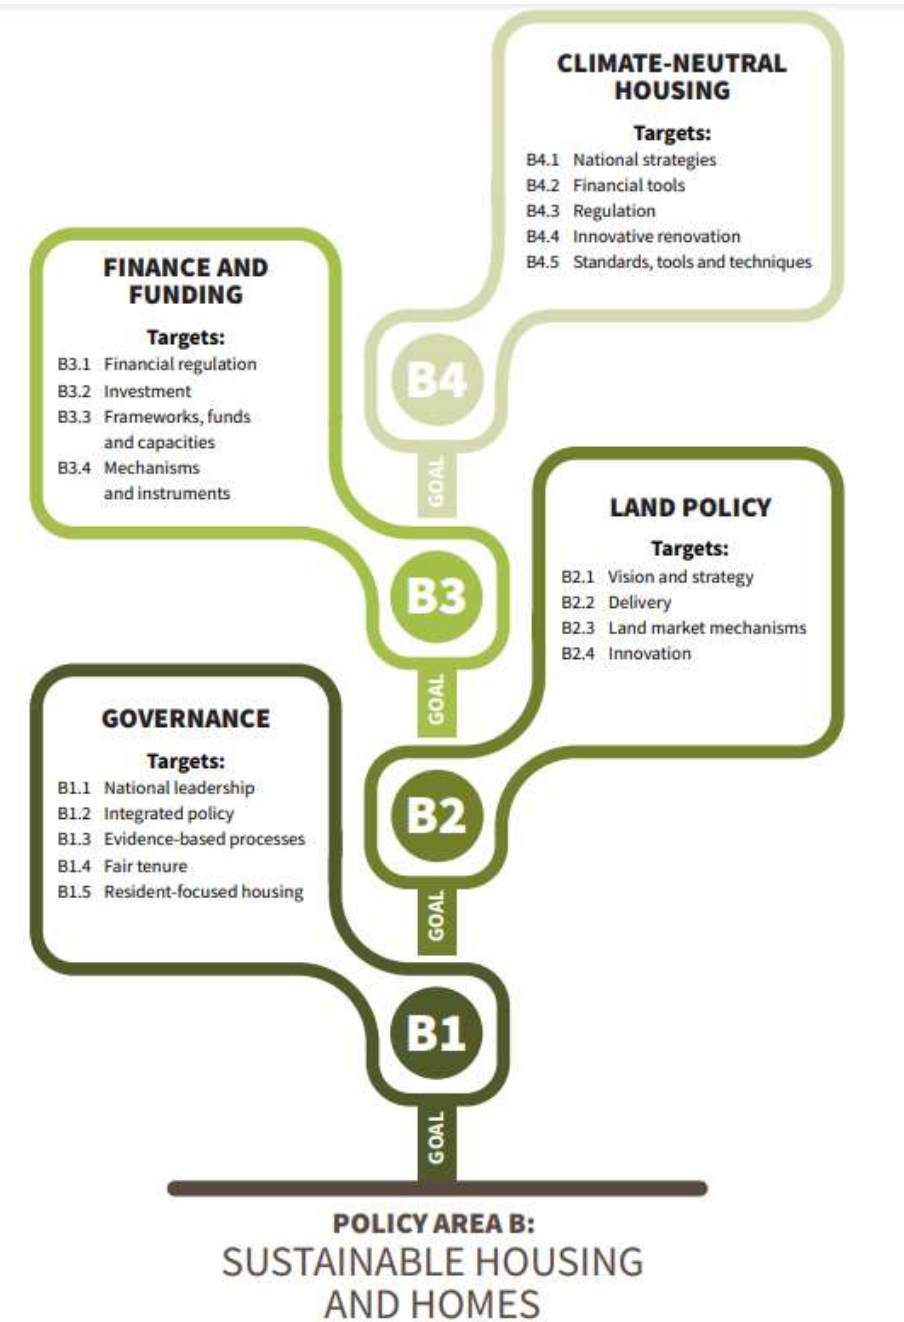 CLIMATE-NEUTRAL
HOUSING
Targets:
B4.1 National strategies
B4.2 Financial tools
B4.3 Regulation
B4.4 Innovative renovation
B4.5 Standards, tools and techniques
B4
GOAL
FINANCE AND
FUNDING
Targets:
B3.1 Financial regulation
B3.2 Investment
B3.3 Frameworks, funds
and capacities
B3.4 Mechanisms
and instruments
B3
GOAL
LAND POLICY
Targets:
B2.1 Vision and strategy
B2.2 Delivery
B2.3 Land market mechanisms
B2.4 Innovation
B2
GOAL
GOVERNANCE
Targets:
B1.1 National leadership
B1.2 Integrated policy
B1.3 Evidence-based processes
B1.4 Fair tenure
B1.5 Resident-focused housing
B1
GOAL
POLICY AREA B:
SUSTAINABLE HOUSING
AND HOMES